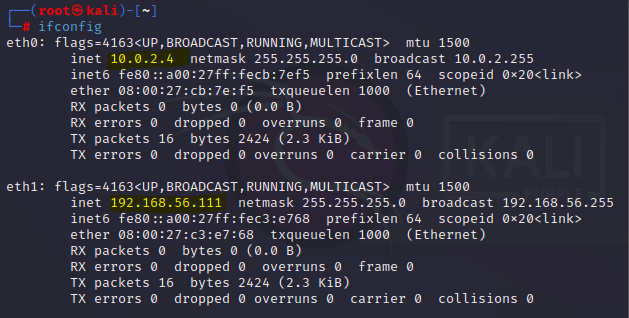 ┌──(root㉿kali)-[~]
└─# ifconfig
eth0: flags=4163<UP,BROADCAST,RUNNING,MULTICAST>  mtu 1500
        inet 10.0.2.4  netmask 255.255.255.0  broadcast 10.0.2.255
        inet6 fe80::a00:27ff:fecb:7ef5  prefixlen 64  scopeid 0×20<link>
        ether 08:00:27:cb:7e:f5  txqueuelen 1000  (Ethernet)
        RX packets 0  bytes 0 (0.0 B)
        RX errors 0  dropped 0  overruns 0  frame 0
        TX packets 16  bytes 2424 (2.3 KiB)
        TX errors 0  dropped 0 overruns 0  carrier 0  collisions 0
eth1: flags=4163<UP,BROADCAST,RUNNING,MULTICAST>  mtu 1500
        inet 192.168.56.111  netmask 255.255.255.0  broadcast 192.168.56.255
        inet6 fe80::a00:27ff:fec3:e768  prefixlen 64  scopeid 0×20<link>
        ether 08:00:27:c3:e7:68  txqueuelen 1000  (Ethernet)
        RX packets 0  bytes 0 (0.0 B)
        RX errors 0  dropped 0  overruns 0  frame 0
        TX packets 16  bytes 2424 (2.3 KiB)
        TX errors 0  dropped 0 overruns 0  carrier 0  collisions 0
KALI